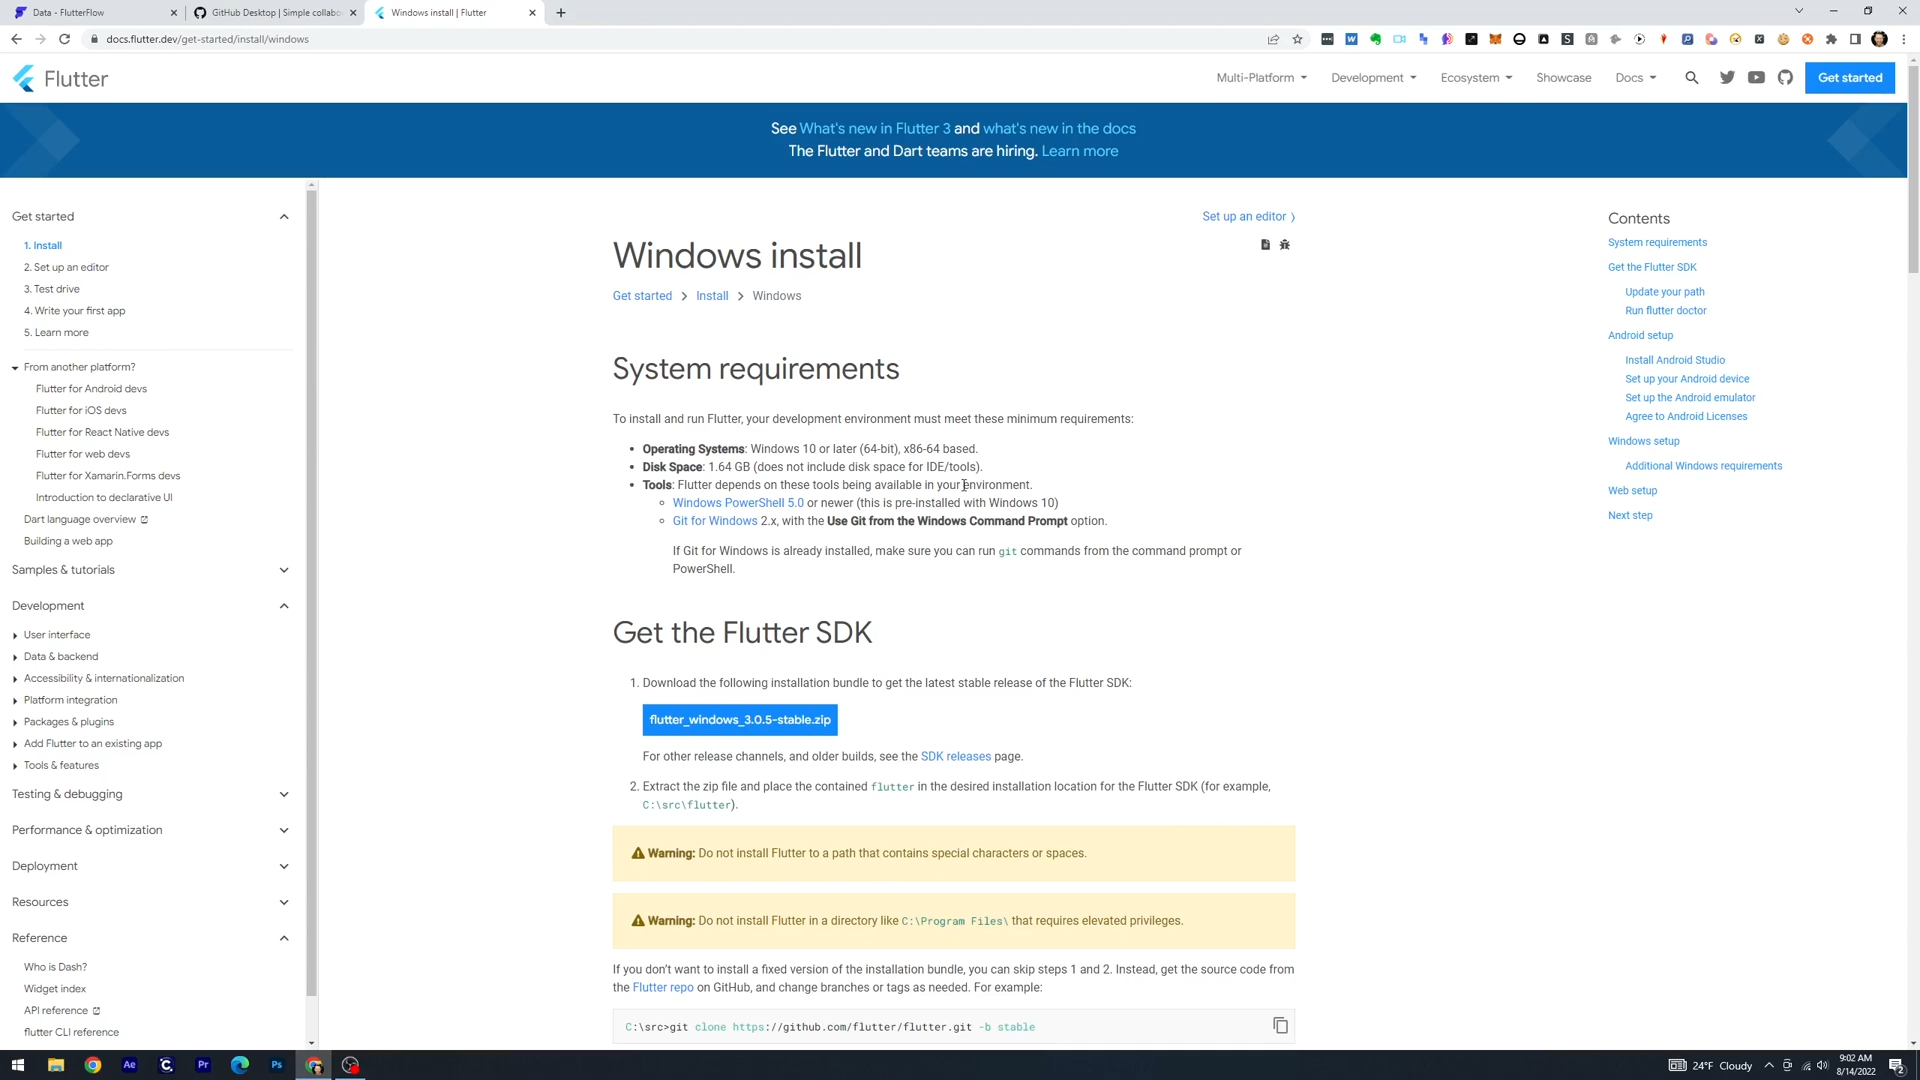 Data - FlutterFlow
GitHub Desktop | Simple collabo
Windows install | Flutter
docs.flutter.dev/get-started/install/windows
Flutter
Multi-Platform
Development
Ecosystem
Showcase
Docs
Get started
See What's new in Flutter 3 and what's new in the docs
The Flutter and Dart teams are hiring. Learn more
Get started
1. Install
2. Set up an editor
3. Test drive
4. Write your first app
5. Learn more
From another platform?
Flutter for Android devs
Flutter for iOS devs
Flutter for React Native devs
Flutter for web devs
Flutter for Xamarin.Forms devs
Introduction to declarative UI
Dart language overview
Building a web app
Samples & tutorials
Development
User interface
Data & backend
Accessibility & internationalization
Platform integration
Packages & plugins
Add Flutter to an existing app
Tools & features
Testing & debugging
Performance & optimization
Deployment
Resources
Reference
Who is Dash?
Widget index
API reference
flutter CLI reference
Set up an editor
Windows install
Get started > Install > Windows
System requirements
To install and run Flutter, your development environment must meet these minimum requirements:
• Operating Systems: Windows 10 or later (64-bit), x86-64 based.
• Disk Space: 1.64 GB (does not include disk space for IDE/tools).
• Tools: Flutter depends on these tools being available in your environment.
Windows PowerShell 5.0 or newer (this is pre-installed with Windows 10)
Git for Windows 2.x, with the Use Git from the Windows Command Prompt option.
If Git for Windows is already installed, make sure you can run git commands from the command prompt or
PowerShell.
Get the Flutter SDK
1. Download the following installation bundle to get the latest stable release of the Flutter SDK:
flutter_windows_3.0.5-stable.zip
For other release channels, and older builds, see the SDK releases page.
2. Extract the zip file and place the contained flutter in the desired installation location for the Flutter SDK (for example,
C:\src\flutter).
Warning: Do not install Flutter to a path that contains special characters or spaces.
Warning: Do not install Flutter in a directory like C:\Program Files\ that requires elevated privileges.
If you don't want to install a fixed version of the installation bundle, you can skip steps 1 and 2. Instead, get the source code from
the Flutter repo on GitHub, and change branches or tags as needed. For example:
C:\src>git clone https://github.com/flutter/flutter.git -b stable
Contents
System requirements
Get the Flutter SDK
Update your path
Run flutter doctor
Android setup
Install Android Studio
Set up your Android device
Set up the Android emulator
Agree to Android Licenses
Windows setup
Additional Windows requirements
Web setup
Next step
Ae
Pr
Ps
24°F Cloudy
9:02 AM
8/14/2022